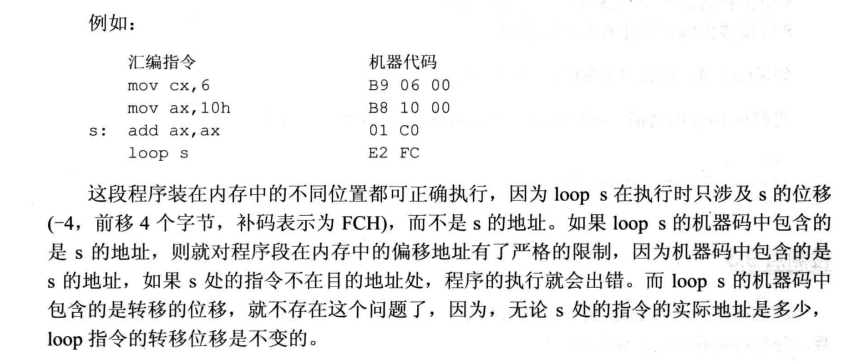 例如：
汇编指令 机器代码
mov cx,6 B9 06 00
mov ax,10h B8 10 00
s: add ax,ax 01 C0
loop s E2 FC
这段程序装在内存中的不同位置都可正确执行，因为 loop s 在执行时只涉及 s 的位移
(-4，前移 4 个字节，补码表示为 FCH)，而不是 s 的地址。如果 loop s 的机器码中包含的
是 s 的地址，则就对程序段在内存中的偏移地址有了严格的限制，因为机器码中包含的是
s 的地址，如果 s 处的指令不在目的地址处，程序的执行就会出错。而 loop s 的机器码中
包含的是转移的位移，就不存在这个问题了，因为，无论 s 处的指令的实际地址是多少，
loop 指令的转移位移是不变的。